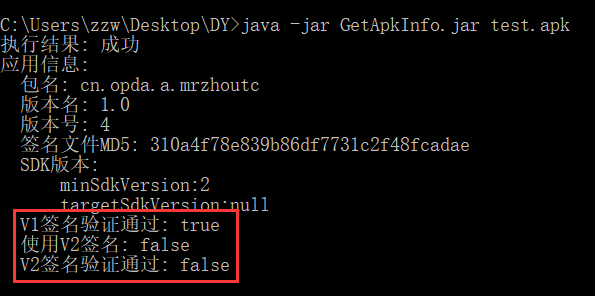 C:\Users\zzw\Desktop\DY>java -jar GetApkInfo.jar test.apk
执行结果: 成功
应用信息:
包名: cn.opda.a.mrzhoutc
版本名: 1.0
版本号: 4
签名文件MD5: 310a4f78e839b86df7731c2f48fcadae
SDK版本:
minSdkVersion:2
targetSdkVersion:null
V1签名验证通过: true
使用V2签名: false
V2签名验证通过: false